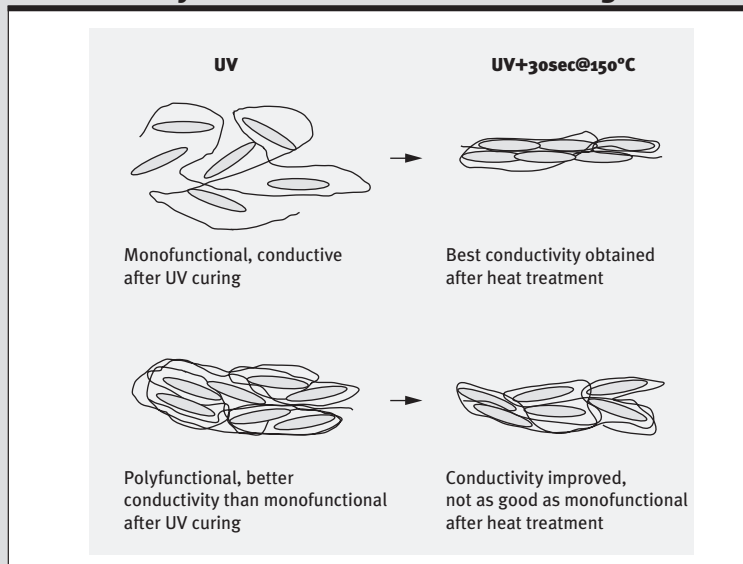 UV
UV+30sec@150°C
Monofunctional, conductive
after UV curing
Best conductivity obtained
after heat treatment
Polyfunctional, better
conductivity than monofunctional
after UV curing
Conductivity improved,
not as good as monofunctional
after heat treatment